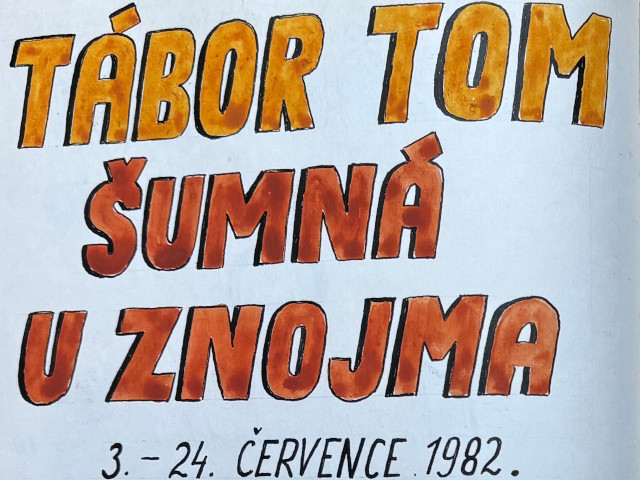 TÁBOR TOM
ŠUMNÁ
U ZNOJMA
3. – 24. ČERVENCE 1982.